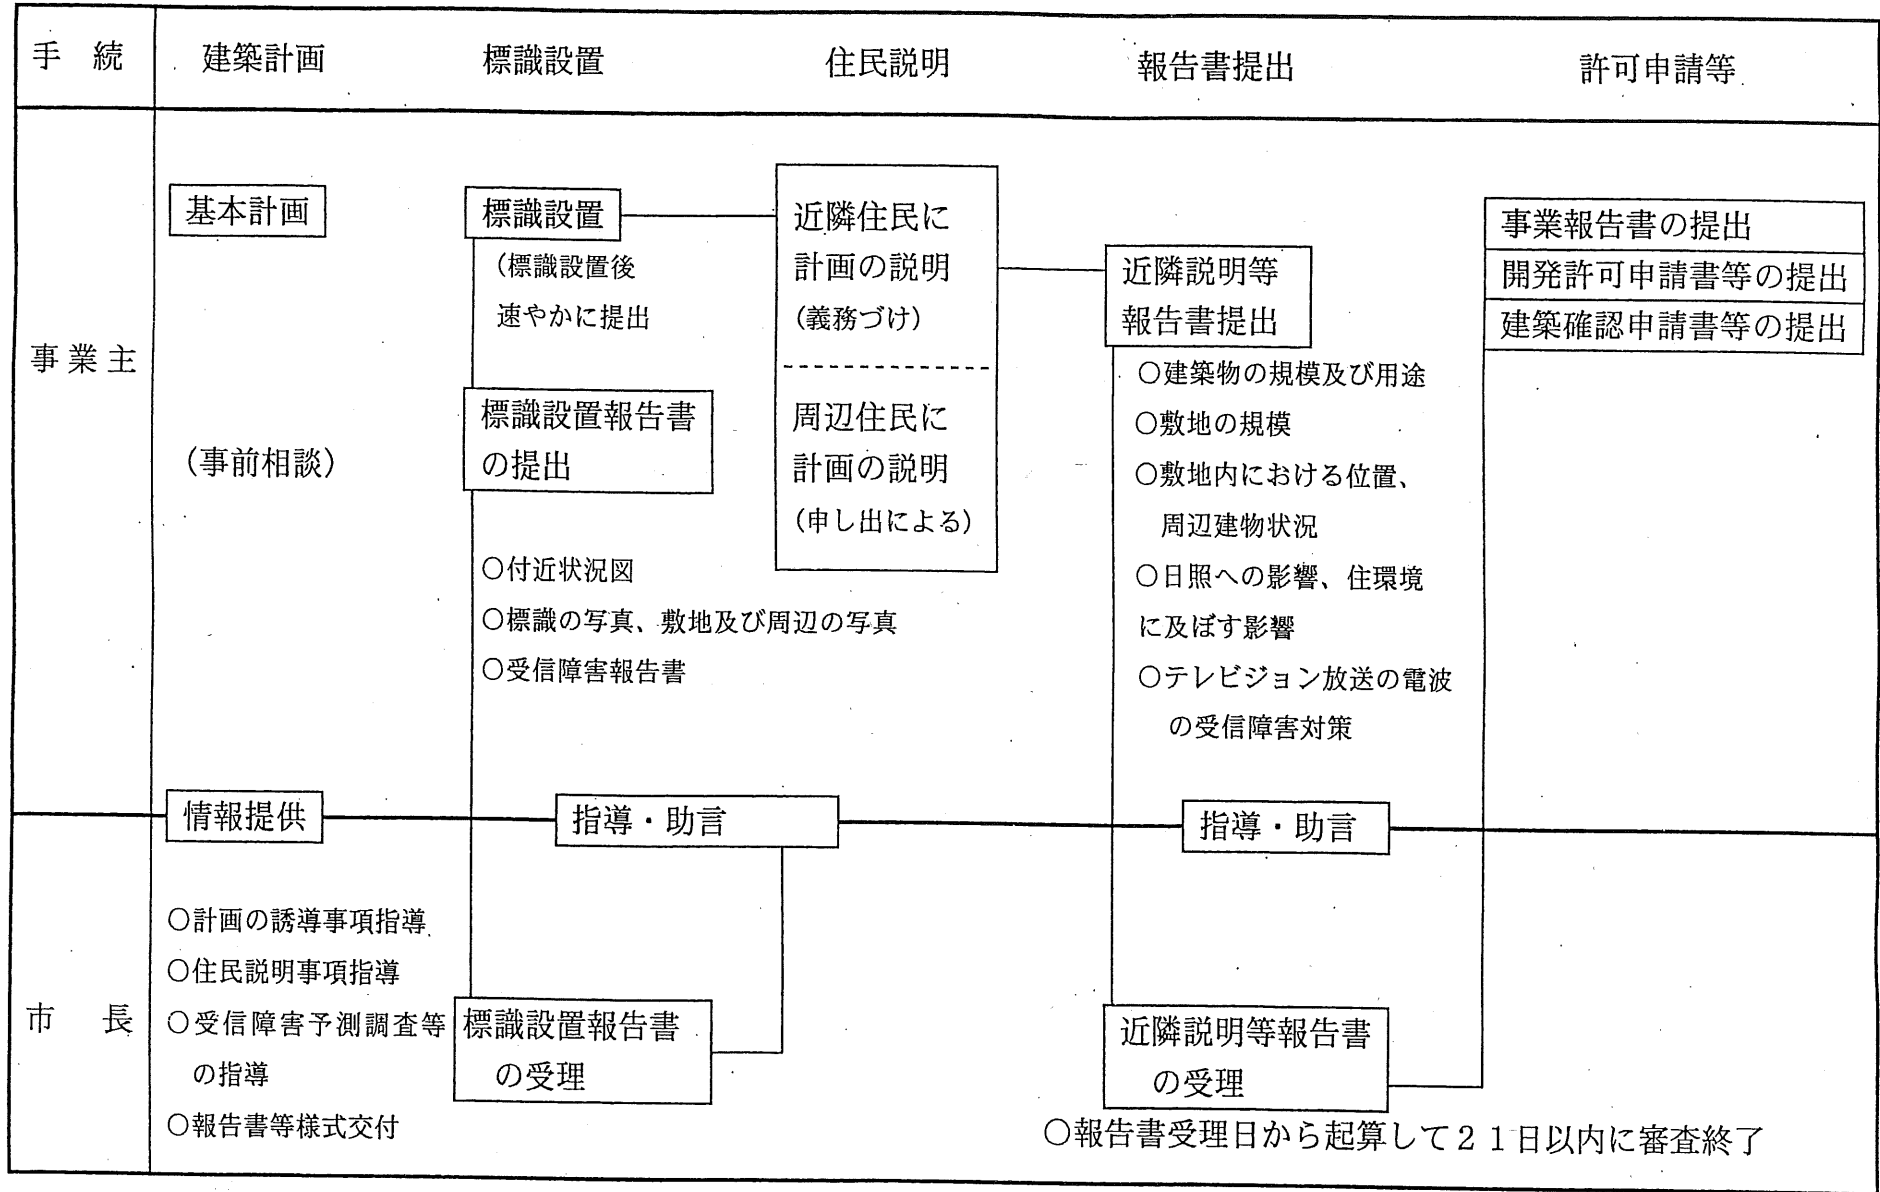 手 続 建築計画 標識設置 住民説明 報告書提出 許可申請等
事業主
基本計画
(事前相談)
標識設置
(標識設置後
速やかに提出
標識設置報告書
の提出
○付近状況図
○標識の写真、敷地及び周辺の写真
○受信障害報告書
近隣住民に
計画の説明
(義務づけ)
周辺住民に
計画の説明
(申し出による)
近隣説明等
報告書提出
○建築物の規模及び用途
○敷地の規模
○敷地内における位置、
周辺建物状況
○日照への影響、住環境
に及ぼす影響
○テレビジョン放送の電波
の受信障害対策
事業報告書の提出
開発許可申請書等の提出
建築確認申請書等の提出
情報提供
指導・助言
指導・助言
市 長
○計画の誘導事項指導
○住民説明事項指導
○受信障害予測調査等
の指導
○報告書等様式交付
標識設置報告書
の受理
近隣説明等報告書
の受理
○報告書受理日から起算して21日以内に審査終了